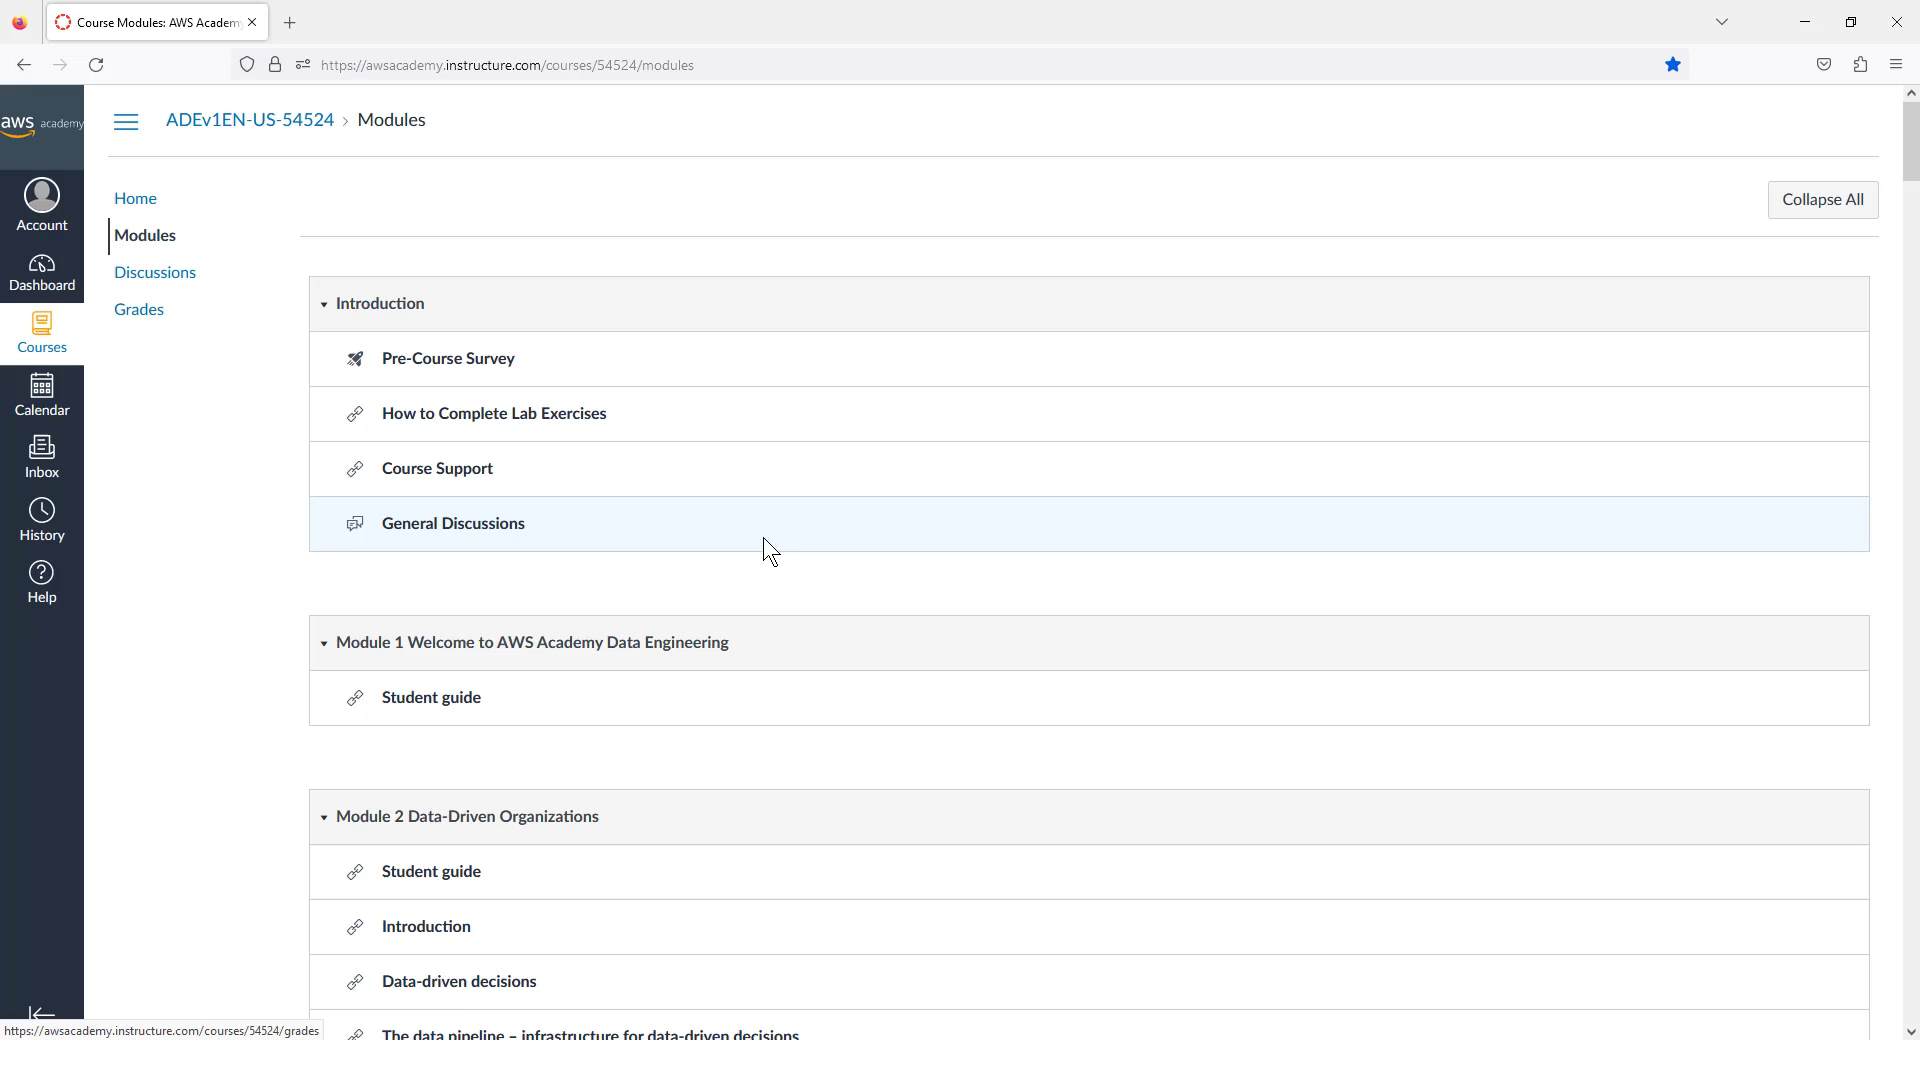 Course Modules: AWS Academ
https://awsacademy.instructure.com/courses/54524/modules
aws academy
ADEv1EN-US-54524 › Modules
Account
Dashboard
Courses
Calendar
Inbox
History
Help
Home
Modules
Discussions
Grades
Collapse All
Introduction
Pre-Course Survey
How to Complete Lab Exercises
Course Support
General Discussions
Module 1 Welcome to AWS Academy Data Engineering
Student guide
Module 2 Data-Driven Organizations
Student guide
Introduction
Data-driven decisions
The data pipeline – infrastructure for data-driven decisions
https://awsacademy.instructure.com/courses/54524/grades